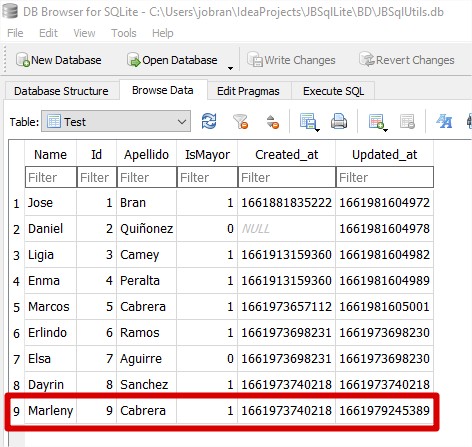 DB Browser for SQLite - C:\Users\jobran\IdeaProjects\JBSqlLite\BD\JBSqlUtils.db
File Edit View Tools Help
New Database Open Database Write Changes Revert Changes
Database Structure Browse Data Edit Pragmas Execute SQL
Table: Test
Name Id Apellido IsMayor Created_at Updated_at
Filter Filter Filter Filter Filter Filter
1 Jose 1 Bran 1 1661881835222 1661981604972
2 Daniel 2 Quiñonez 0 NULL 1661981604978
3 Ligia 3 Camey 1 1661913159360 1661981604982
4 Enma 4 Peralta 1 1661913159360 1661981604989
5 Marcos 5 Cabrera 1 1661973657112 1661981605001
6 Erlindo 6 Ramos 1 1661973698231 1661973698230
7 Elsa 7 Aguirre 0 1661973698231 1661973698230
8 Dayrin 8 Sanchez 1 1661973740218 1661973740218
9 Marleny 9 Cabrera 1 1661973740218 1661979245389